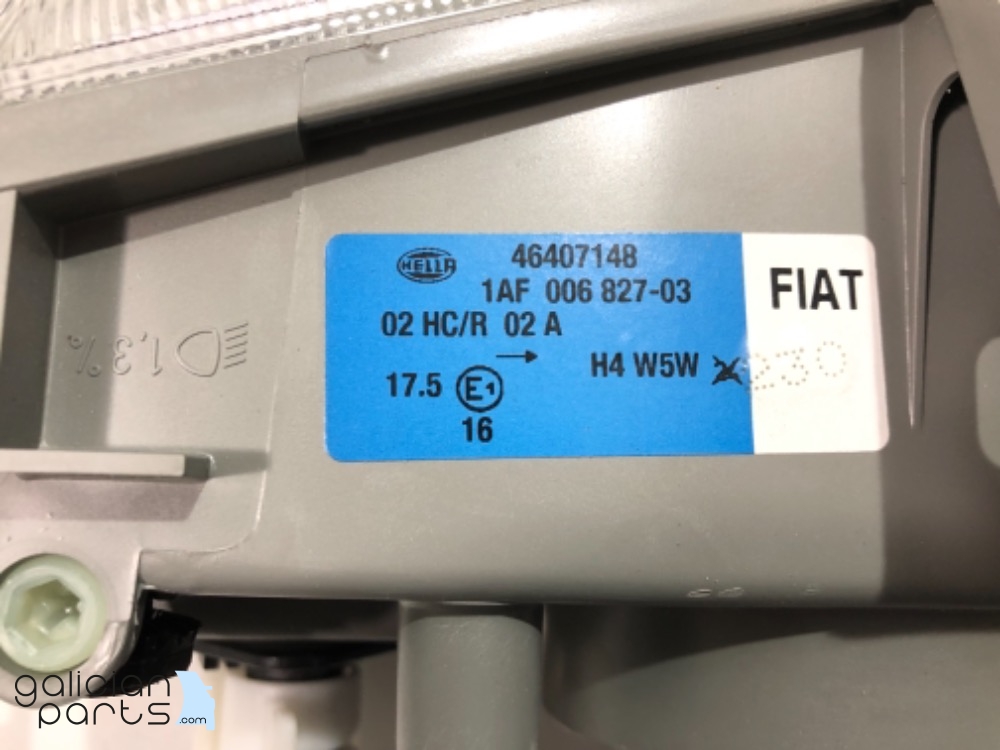 HELLA 46407148
1AF 006 827-03
FIAT
02 HC/R 02 A
H4 W5W X 230
17.5 E1
16
1,3%
galician
parts.com